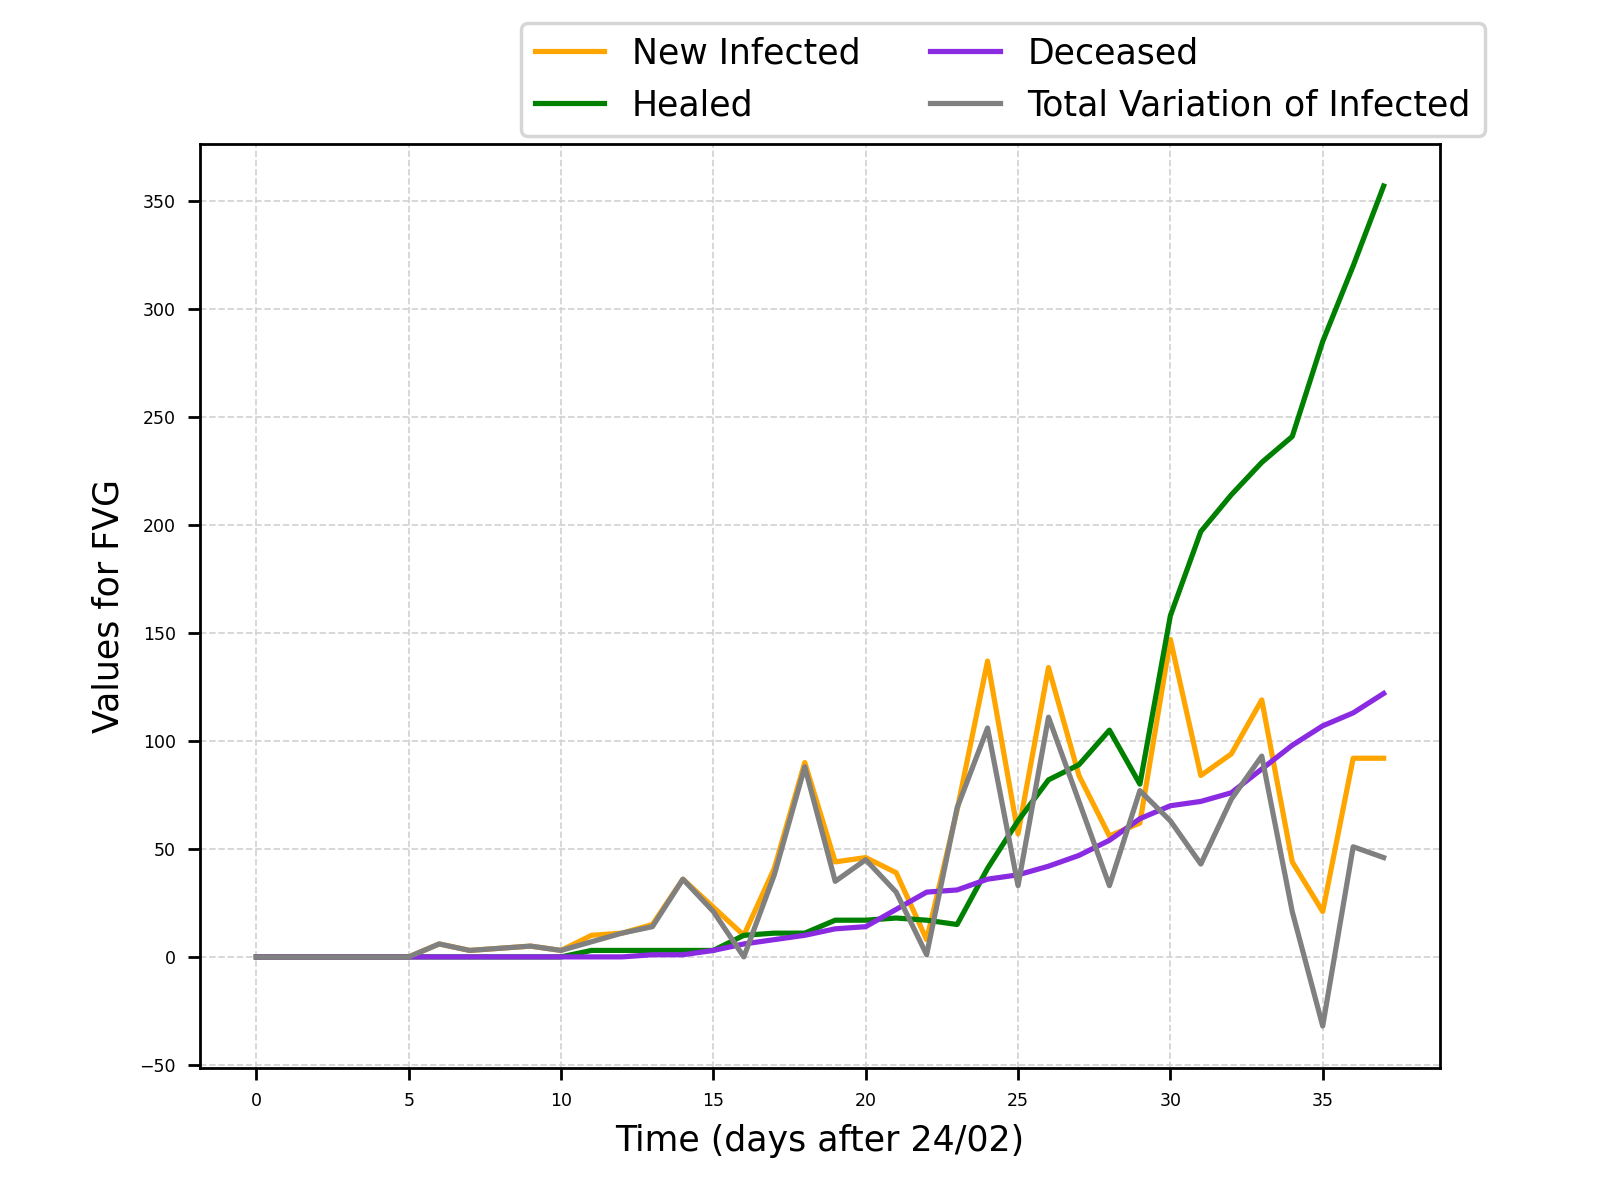 New Infected
Healed
Deceased
Total Variation of Infected
Values for FVG
350
300
250
200
150
100
50
0
−50
0 5 10 15 20 25 30 35
Time (days after 24/02)